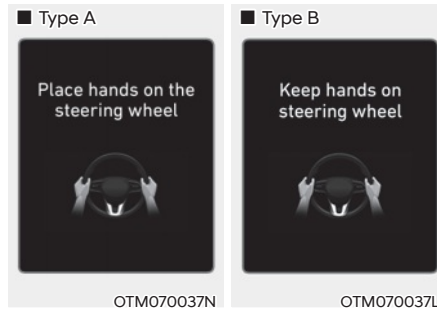 ■ Type A
Place hands on the
steering wheel
OTM070037N
■ Type B
Keep hands on
steering wheel
OTM070037L